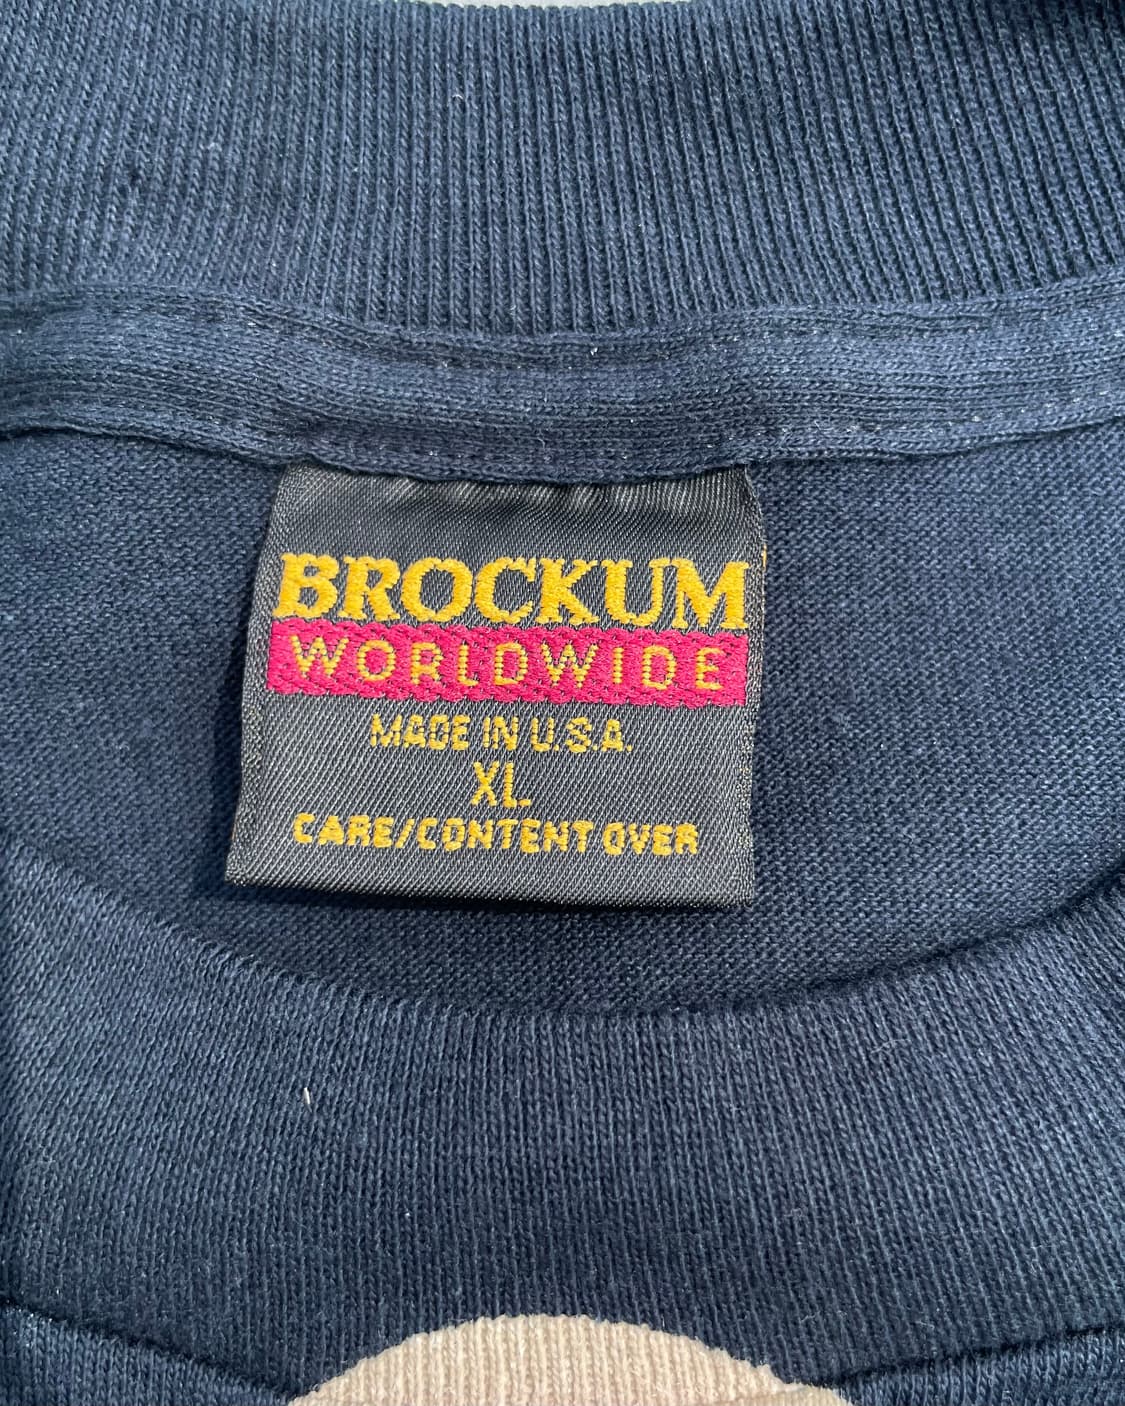 BROCKUM
WORLDWIDE
MADE IN U.S.A.
XL
CARE/CONTENT OVER